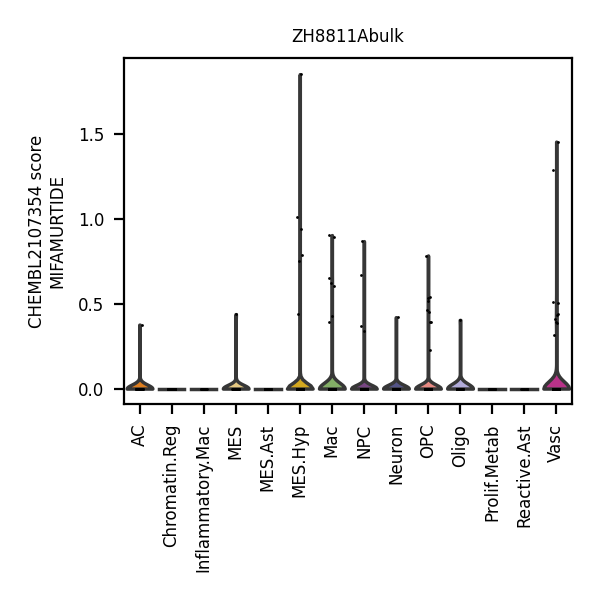 ZH8811Abulk
CHEMBL2107354 score
MIFAMURTIDE
1.5
1.0
0.5
0.0
AC
Chromatin.Reg
Inflammatory.Mac
MES
MES.Ast
MES.Hyp
Mac
NPC
Neuron
OPC
Oligo
Prolif.Metab
Reactive.Ast
Vasc